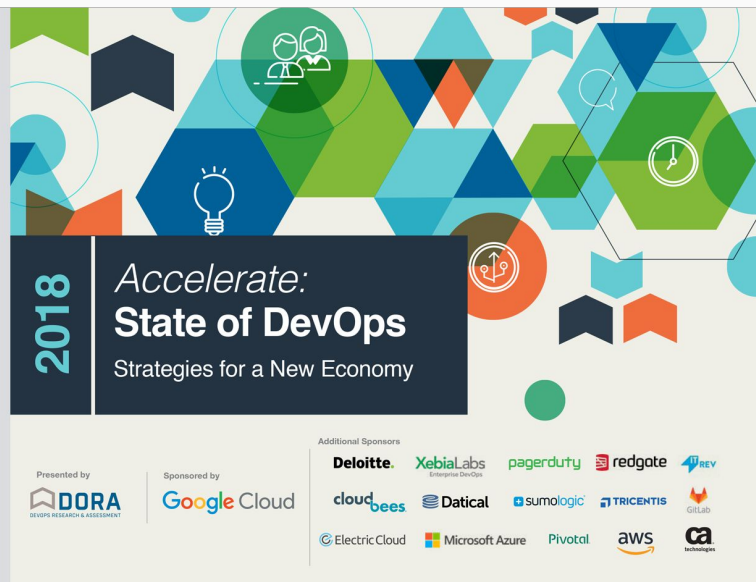 2018
Accelerate:
State of DevOps
Strategies for a New Economy
Presented by
DORA
DEVOPS RESEARCH & ASSESSMENT
Sponsored by
Google Cloud
Additional Sponsors
Deloitte.
XebiaLabs
Enterprise DevOps
pagerduty
redgate
IT REV
cloudbees
Datical
sumologic
TRICENTIS
GitLab
Electric Cloud
Microsoft Azure
Pivotal
aws
ca
technologies